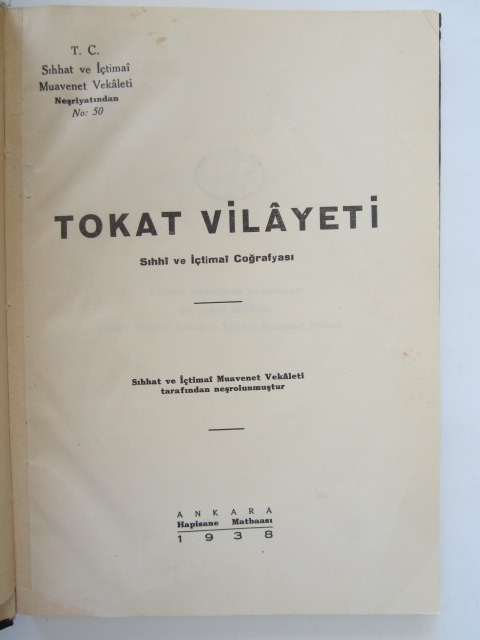 T. C.
Sıhhat ve İçtimaî
Muavenet Vekâleti
Neşriyatından
No: 50
TOKAT VİLÂYETİ
Sıhhî ve İçtimaî Coğrafyası
Sıhhat ve İçtimaî Muavenet Vekâleti
tarafından neşrolunmuştur
ANKARA
Hapisane Matbaası
1938